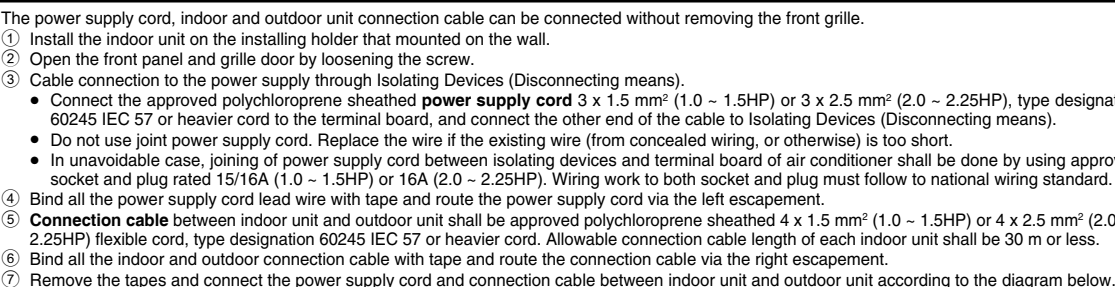 The power supply cord, indoor and outdoor unit connection cable can be connected without removing the front grille.
① Install the indoor unit on the installing holder that mounted on the wall.
② Open the front panel and grille door by loosening the screw.
③ Cable connection to the power supply through Isolating Devices (Disconnecting means).
• Connect the approved polychloroprene sheathed power supply cord 3 x 1.5 mm² (1.0 ~ 1.5HP) or 3 x 2.5 mm² (2.0 ~ 2.25HP), type designat
60245 IEC 57 or heavier cord to the terminal board, and connect the other end of the cable to Isolating Devices (Disconnecting means).
• Do not use joint power supply cord. Replace the wire if the existing wire (from concealed wiring, or otherwise) is too short.
• In unavoidable case, joining of power supply cord between isolating devices and terminal board of air conditioner shall be done by using approv
socket and plug rated 15/16A (1.0 ~ 1.5HP) or 16A (2.0 ~ 2.25HP). Wiring work to both socket and plug must follow to national wiring standard.
④ Bind all the power supply cord lead wire with tape and route the power supply cord via the left escapement.
⑤ Connection cable between indoor unit and outdoor unit shall be approved polychloroprene sheathed 4 x 1.5 mm² (1.0 ~ 1.5HP) or 4 x 2.5 mm² (2.0
2.25HP) flexible cord, type designation 60245 IEC 57 or heavier cord. Allowable connection cable length of each indoor unit shall be 30 m or less.
⑥ Bind all the indoor and outdoor connection cable with tape and route the connection cable via the right escapement.
⑦ Remove the tapes and connect the power supply cord and connection cable between indoor unit and outdoor unit according to the diagram below.